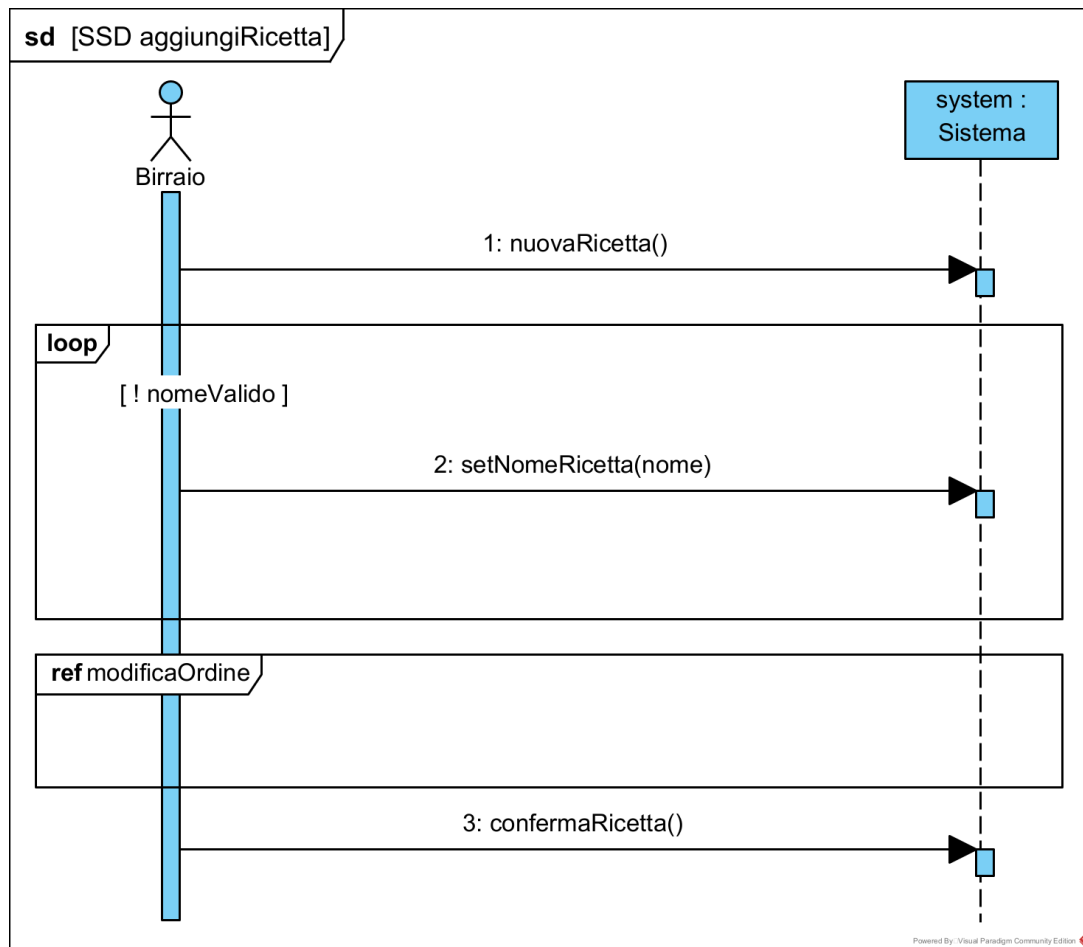 sd [SSD aggiungiRicetta]
system :
Sistema
Birraio
1: nuovaRicetta()
loop
[ ! nomeValido ]
2: setNomeRicetta(nome)
ref modificaOrdine
3: confermaRicetta()
Powered By: Visual Paradigm Community Edition